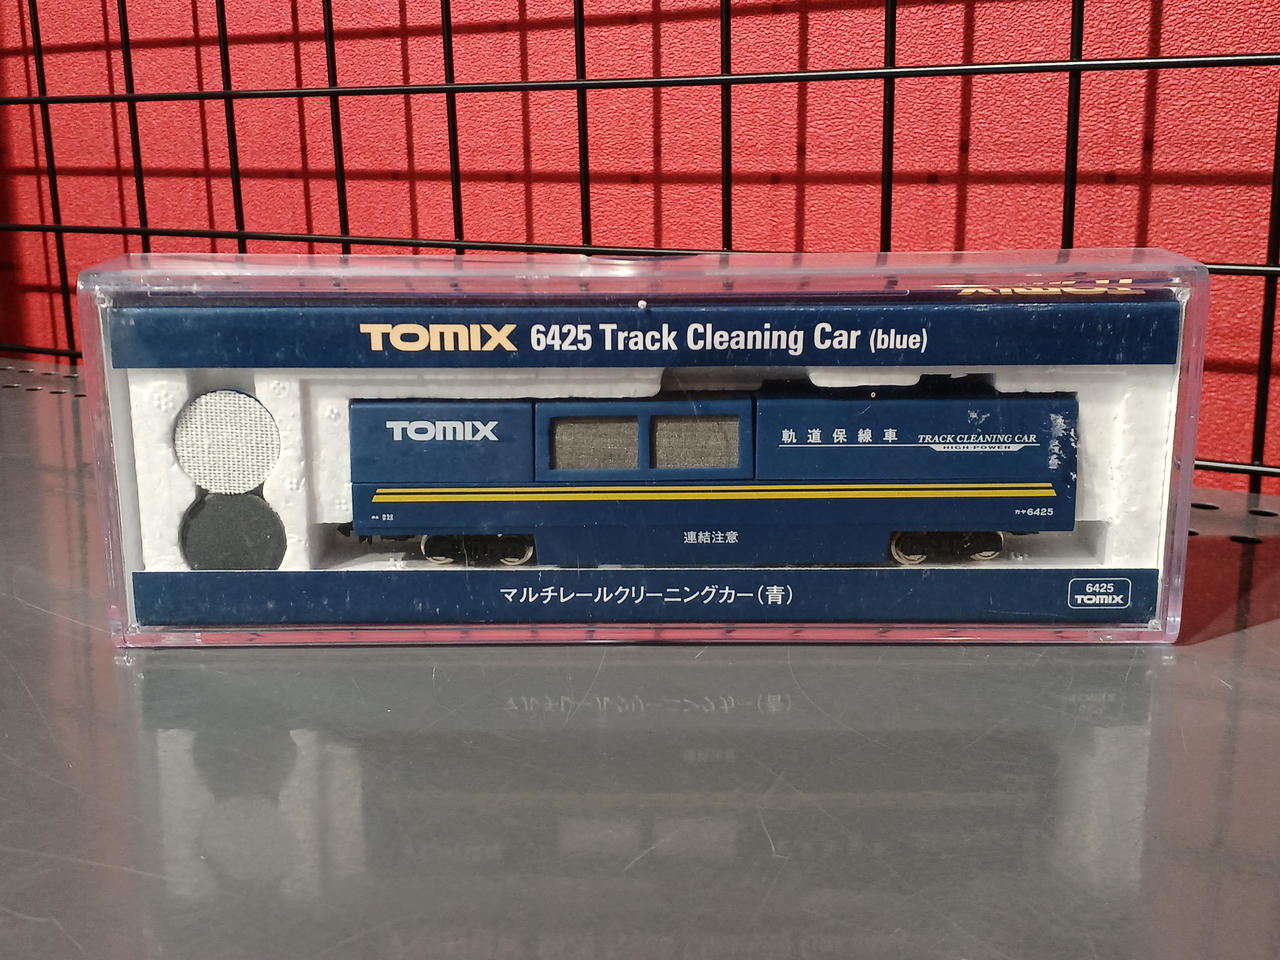 TOMIX
TOMIX 6425 Track Cleaning Car (blue)
TOMIX
軌道保線車 TRACK CLEANING CAR
HIGH POWER
カヤ6425
連結注意
マルチレールクリーニングカー(青)
6425
TOMIX